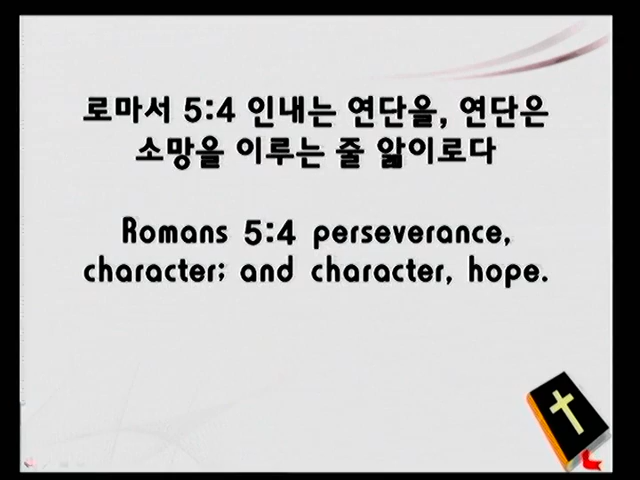 로마서 5:4 인내는 연단을, 연단은
소망을 이루는 줄 앎이로다
Romans 5:4 perseverance,
character; and character, hope.